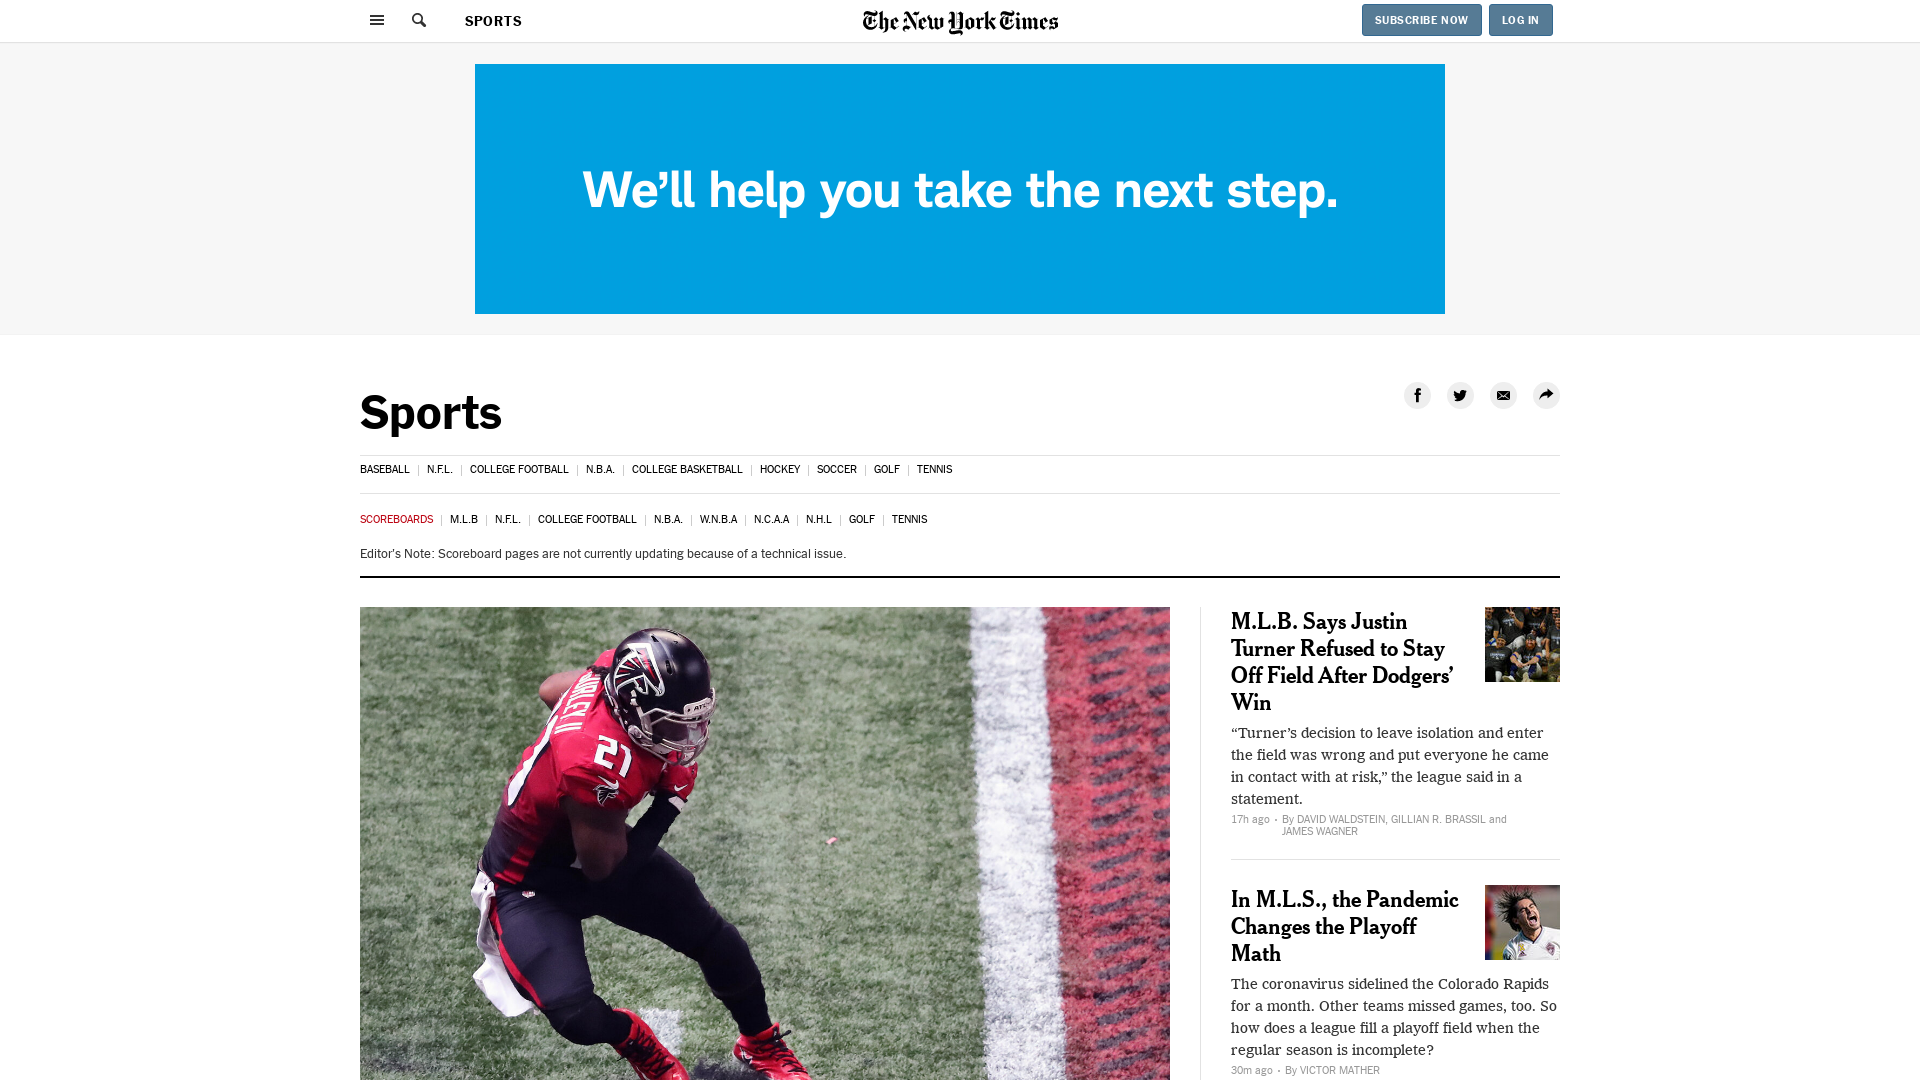 SPORTS
The New York Times
SUBSCRIBE NOW
LOG IN
We’ll help you take the next step.
Sports
BASEBALL | N.F.L. | COLLEGE FOOTBALL | N.B.A. | COLLEGE BASKETBALL | HOCKEY | SOCCER | GOLF | TENNIS
SCOREBOARDS | M.L.B | N.F.L. | COLLEGE FOOTBALL | N.B.A. | W.N.B.A | N.C.A.A | N.H.L | GOLF | TENNIS
Editor's Note: Scoreboard pages are not currently updating because of a technical issue.
21
M.L.B. Says Justin
Turner Refused to Stay
Off Field After Dodgers’
Win
“Turner’s decision to leave isolation and enter
the field was wrong and put everyone he came
in contact with at risk,” the league said in a
statement.
17h ago • By DAVID WALDSTEIN, GILLIAN R. BRASSIL and
JAMES WAGNER
In M.L.S., the Pandemic
Changes the Playoff
Math
The coronavirus sidelined the Colorado Rapids
for a month. Other teams missed games, too. So
how does a league fill a playoff field when the
regular season is incomplete?
30m ago • By VICTOR MATHER